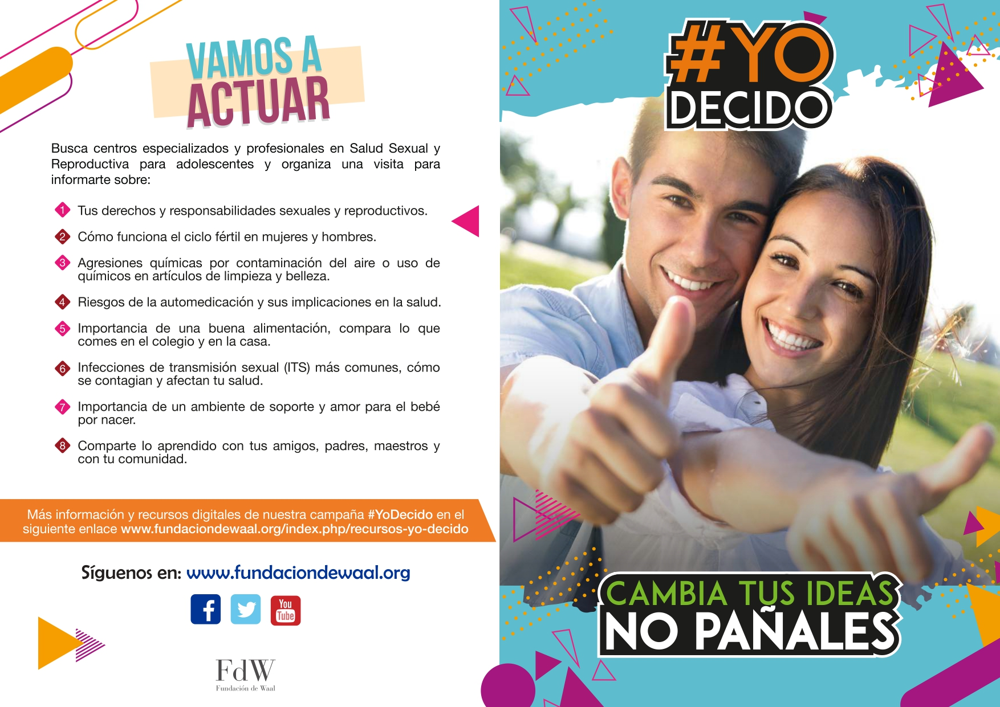 VAMOS A
ACTUAR
Busca centros especializados y profesionales en Salud Sexual y
Reproductiva para adolescentes y organiza una visita para
informarte sobre:
1 Tus derechos y responsabilidades sexuales y reproductivos.
2 Cómo funciona el ciclo fértil en mujeres y hombres.
3 Agresiones químicas por contaminación del aire o uso de
químicos en artículos de limpieza y belleza.
4 Riesgos de la automedicación y sus implicaciones en la salud.
5 Importancia de una buena alimentación, compara lo que
comes en el colegio y en la casa.
6 Infecciones de transmisión sexual (ITS) más comunes, cómo
se contagian y afectan tu salud.
7 Importancia de un ambiente de soporte y amor para el bebé
por nacer.
8 Comparte lo aprendido con tus amigos, padres, maestros y
con tu comunidad.
Más información y recursos digitales de nuestra campaña #YoDecido en el
siguiente enlace www.fundaciondewaal.org/index.php/recursos-yo-decido
Síguenos en: www.fundaciondewaal.org
You
Tube
FdW
Fundación de Waal
#YO
DECIDO
CAMBIA TUS IDEAS
NO PAÑALES